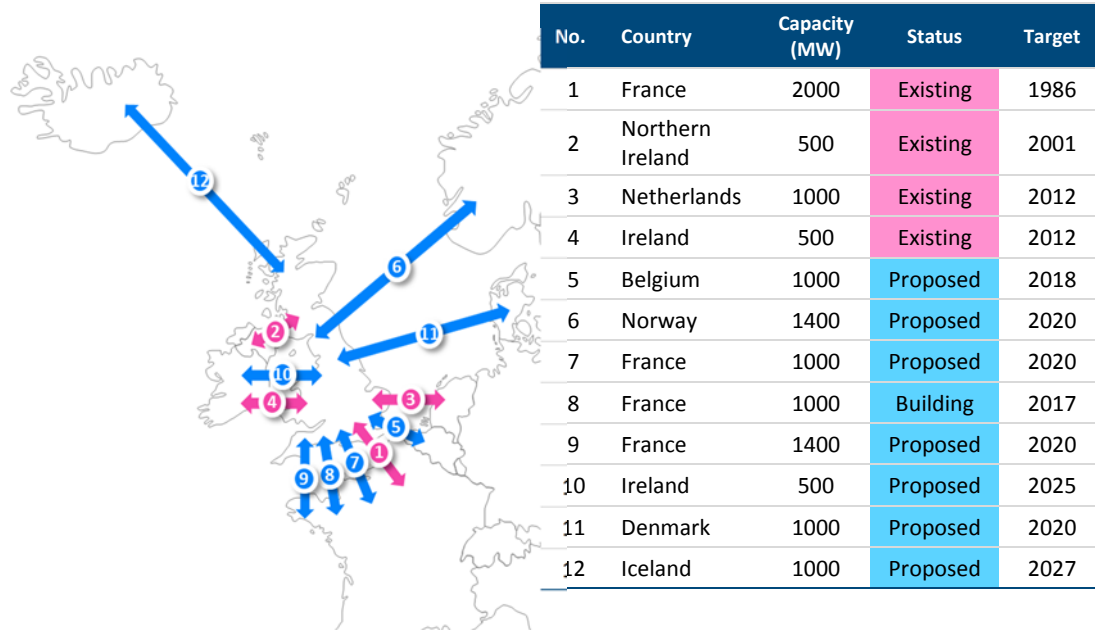 12
6
11
2
10
4
3
5
1
7
8
9
No. Country Capacity (MW) Status Target
1 France 2000 Existing 1986
2 Northern Ireland 500 Existing 2001
3 Netherlands 1000 Existing 2012
4 Ireland 500 Existing 2012
5 Belgium 1000 Proposed 2018
6 Norway 1400 Proposed 2020
7 France 1000 Proposed 2020
8 France 1000 Building 2017
9 France 1400 Proposed 2020
10 Ireland 500 Proposed 2025
11 Denmark 1000 Proposed 2020
12 Iceland 1000 Proposed 2027